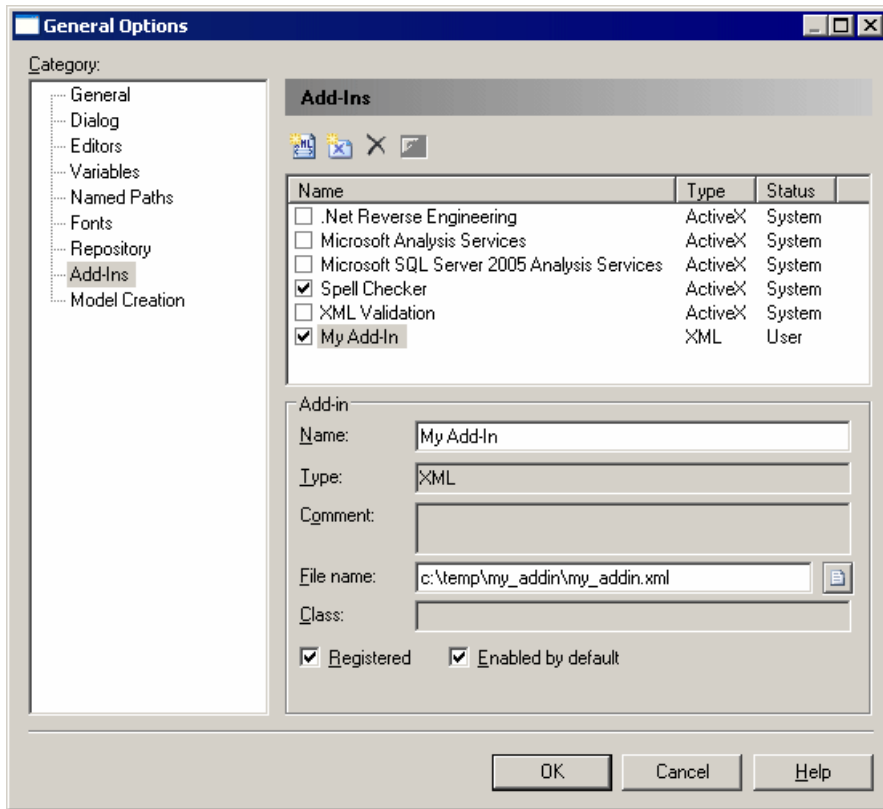 General Options
Category:
General
Dialog
Editors
Variables
Named Paths
Fonts
Repository
Add-Ins
Model Creation
Add-Ins
Name Type Status
.Net Reverse Engineering ActiveX System
Microsoft Analysis Services ActiveX System
Microsoft SQL Server 2005 Analysis Services ActiveX System
Spell Checker ActiveX System
XML Validation ActiveX System
My Add-In XML User
Add-in
Name: My Add-In
Type: XML
Comment:
File name: c:\temp\my_addin\my_addin.xml
Class:
Registered Enabled by default
OK Cancel Help